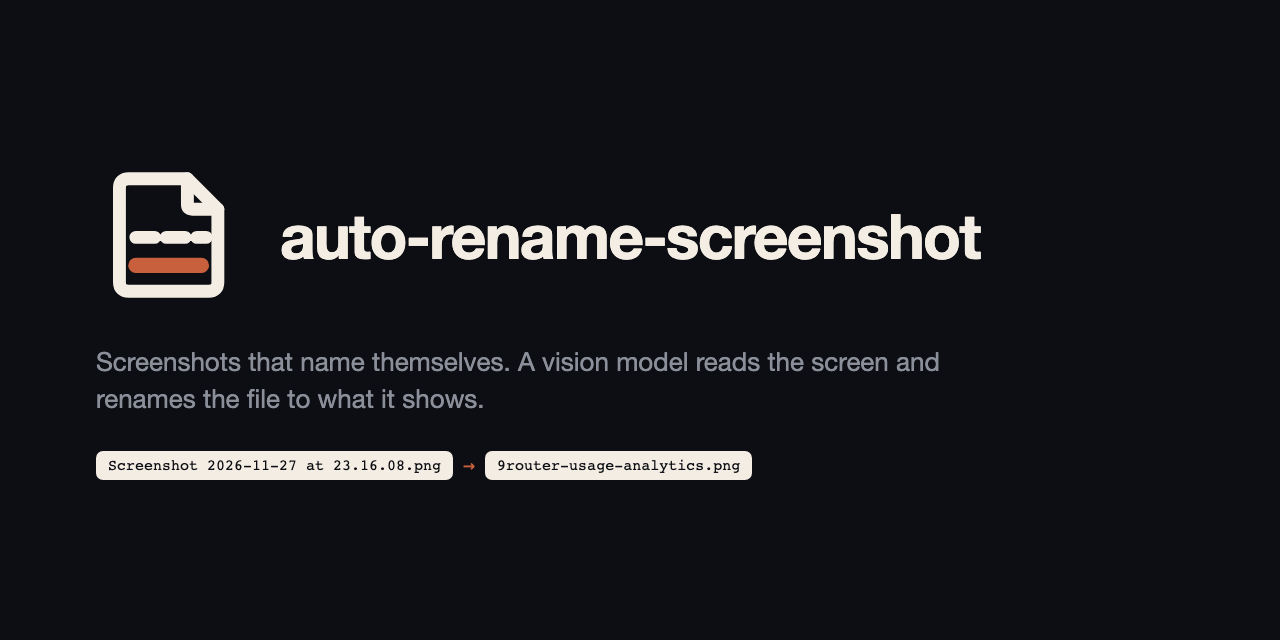 auto-rename-screenshot
Screenshots that name themselves. A vision model reads the screen and
renames the file to what it shows.
Screenshot 2026-11-27 at 23.16.08.png → 9router-usage-analytics.png